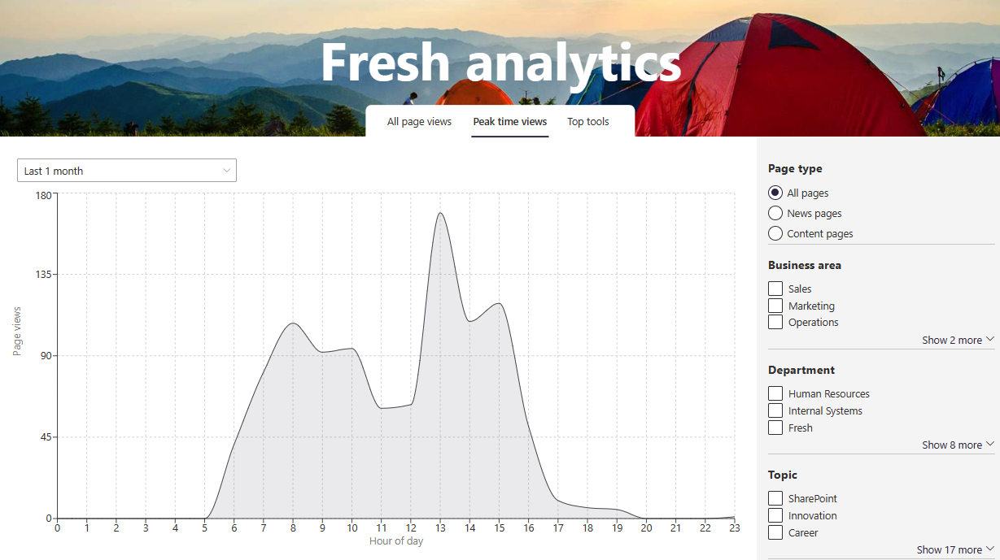 Fresh analytics
All page views Peak time views Top tools
Last 1 month
180
135
90
45
0
Page views
0 1 2 3 4 5 6 7 8 9 10 11 12 13 14 15 16 17 18 19 20 21 22 23
Hour of day
Page type
All pages
News pages
Content pages
Business area
Sales
Marketing
Operations
Show 2 more
Department
Human Resources
Internal Systems
Fresh
Show 8 more
Topic
SharePoint
Innovation
Career
Show 17 more